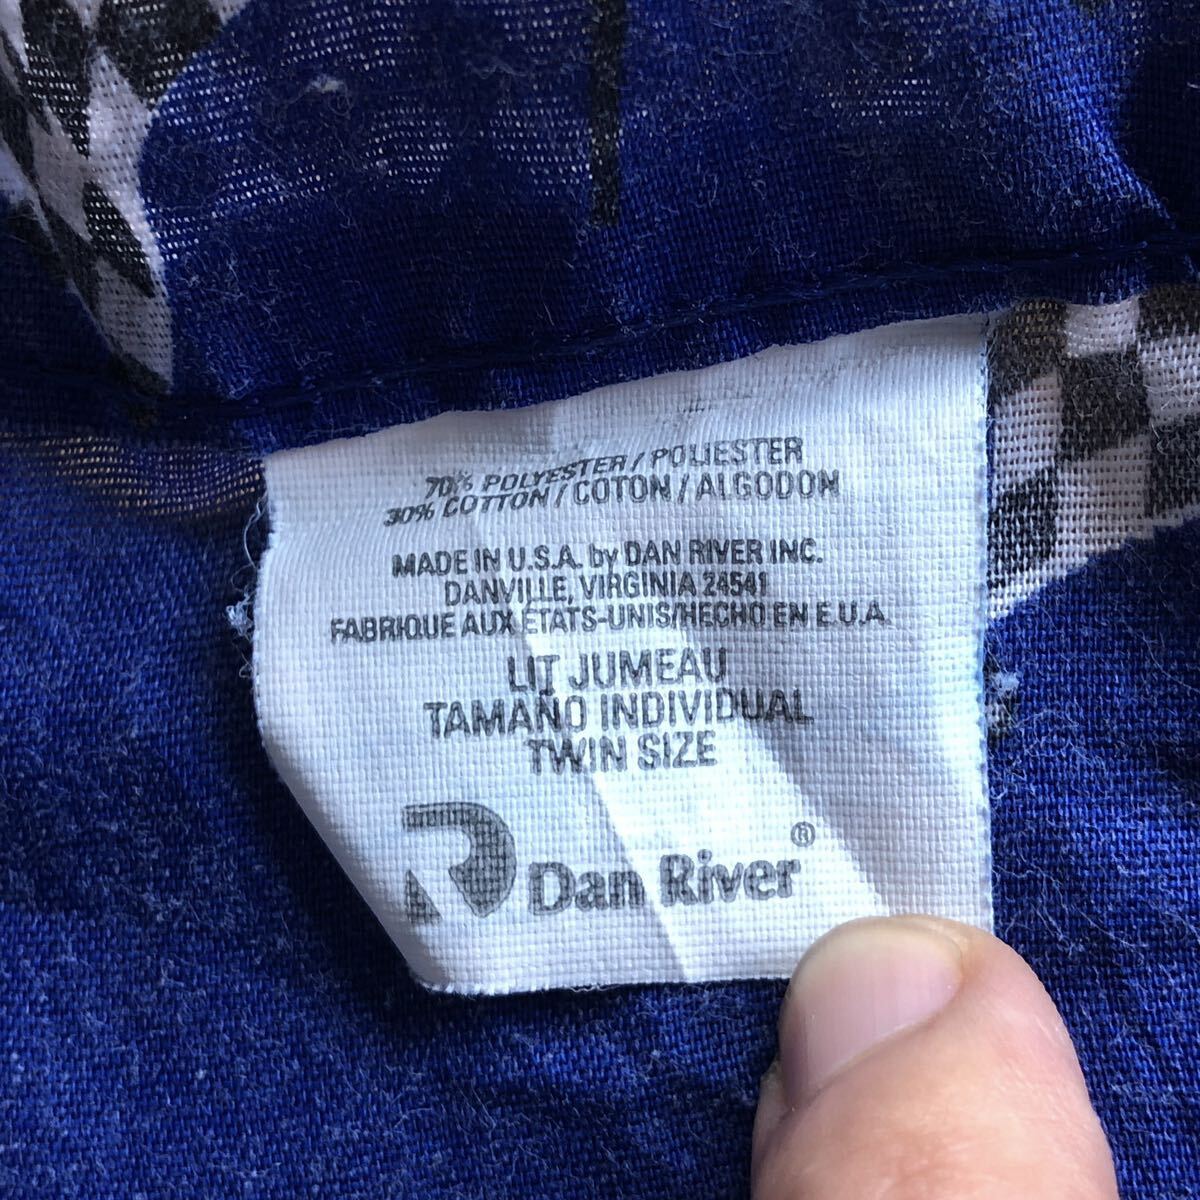 70% POLYESTER / POLIESTER
30% COTTON / COTON / ALGODON
MADE IN U.S.A. by DAN RIVER INC.
DANVILLE, VIRGINIA 24541
FABRIQUE AUX ETATS-UNIS/HECHO EN E.U.A.
LIT JUMEAU
TAMANO INDIVIDUAL
TWIN SIZE
Dan River®